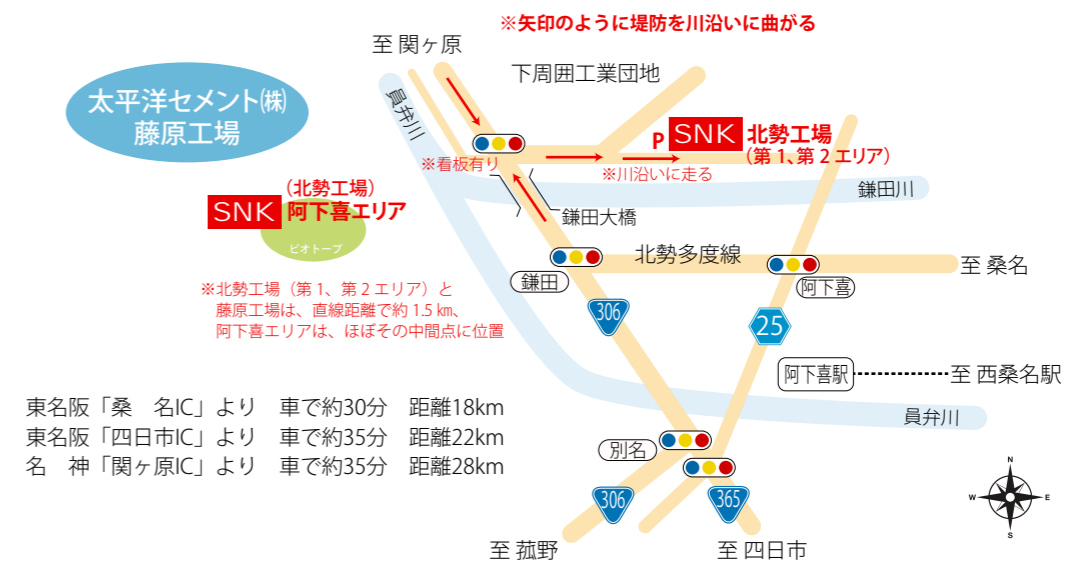 ※矢印のように堤防を川沿いに曲がる
至 関ヶ原
下周囲工業団地
太平洋セメント㈱
藤原工場
員弁川
P SNK 北勢工場
(第1、第2エリア)
※看板有り
※川沿いに走る
鎌田川
(北勢工場)
SNK 阿下喜エリア
ビオトープ
鎌田大橋
北勢多度線
至 桑名
鎌田
阿下喜
※北勢工場（第1、第2エリア）と
藤原工場は、直線距離で約1.5㎞、
阿下喜エリアは、ほぼその中間点に位置
306
25
阿下喜駅
至 西桑名駅
員弁川
東名阪「桑　名IC」より　車で約30分　距離18km
東名阪「四日市IC」より　車で約35分　距離22km
名　神「関ヶ原IC」より　車で約35分　距離28km
別名
306
365
至 菰野
至 四日市
N
W E
S